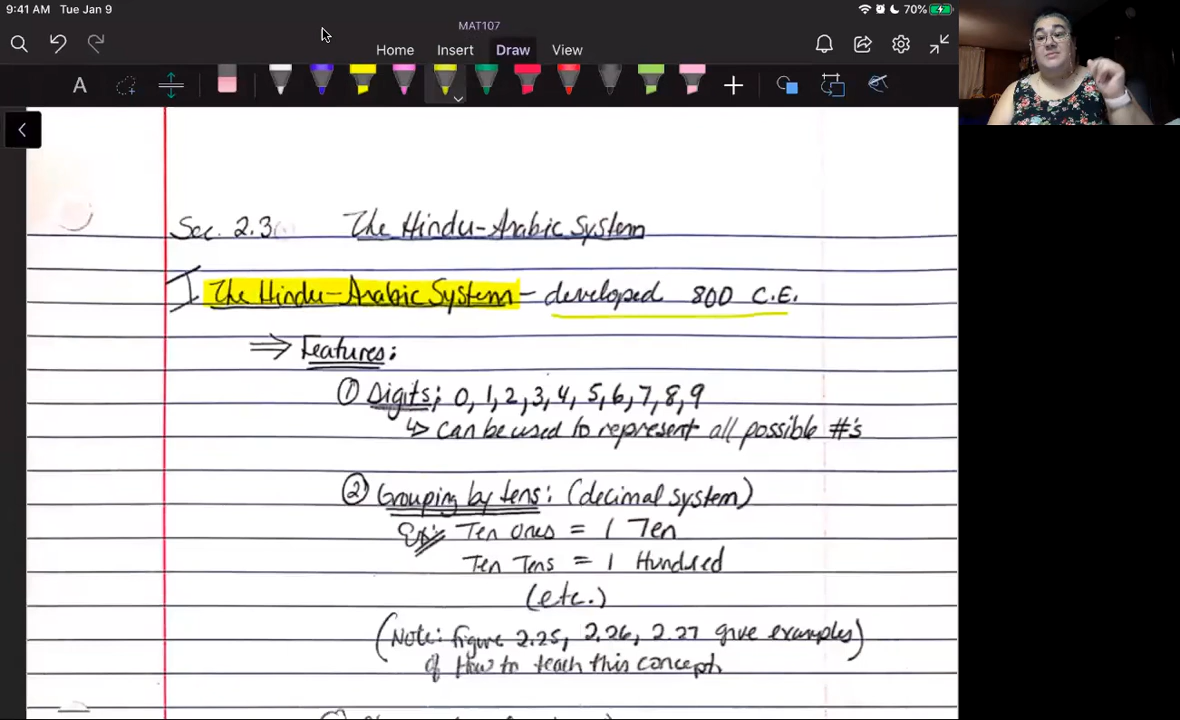 9:41 AM Tue Jan 9
70%
MAT107
Home Insert Draw View
A
Sec. 2.3 The Hindu-Arabic System
I The Hindu-Arabic System - developed 800 C.E.
⇒ Features:
① Digits; 0, 1, 2, 3, 4, 5, 6, 7, 8, 9
↳ can be used to represent all possible #'s
② Grouping by tens: (decimal system)
Ex: Ten ones = 1 Ten
Ten Tens = 1 Hundred
(etc.)
(Note: figure 2.25, 2.26, 2.27 give examples)
of How to teach this concept